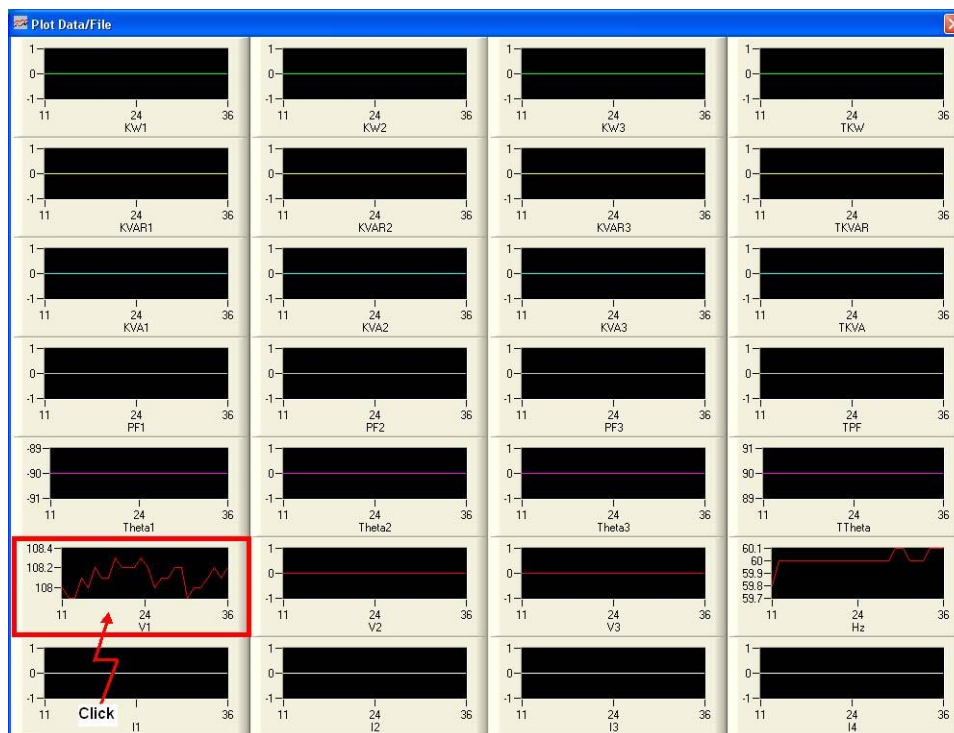 Plot Data/File
1 0 -1 11 24 36 KW1
1 0 -1 11 24 36 KW2
1 0 -1 11 24 36 KW3
1 0 -1 11 24 36 TKW
1 0 -1 11 24 36 KVAR1
1 0 -1 11 24 36 KVAR2
1 0 -1 11 24 36 KVAR3
1 0 -1 11 24 36 TKVAR
1 0 -1 11 24 36 KVA1
1 0 -1 11 24 36 KVA2
1 0 -1 11 24 36 KVA3
1 0 -1 11 24 36 TKVA
1 0 -1 11 24 36 PF1
1 0 -1 11 24 36 PF2
1 0 -1 11 24 36 PF3
1 0 -1 11 24 36 TPF
-89 -90 -91 11 24 36 Theta1
1 0 -1 11 24 36 Theta2
1 0 -1 11 24 36 Theta3
91 90 89 11 24 36 TTheta
108.4 108.2 108 11 24 36 V1
1 0 -1 11 24 36 V2
1 0 -1 11 24 36 V3
60.1 60 59.9 59.8 59.7 11 24 36 Hz
1 0 -1 11 Click 36 I1
1 0 -1 11 24 36 I2
1 0 -1 11 24 36 I3
1 0 -1 11 24 36 I4